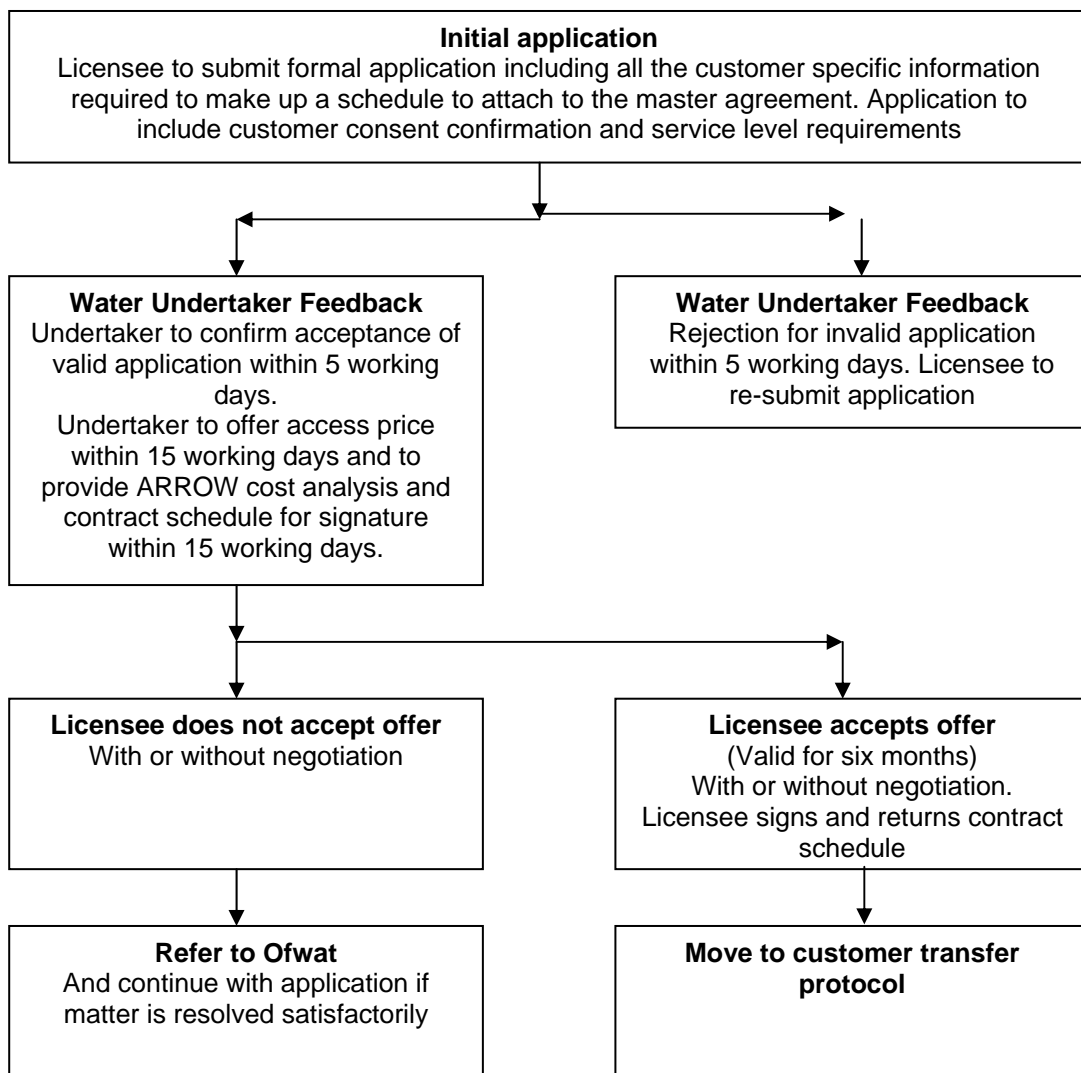 Initial application
Licensee to submit formal application including all the customer specific information
required to make up a schedule to attach to the master agreement. Application to
include customer consent confirmation and service level requirements
Water Undertaker Feedback
Undertaker to confirm acceptance of
valid application within 5 working
days.
Undertaker to offer access price
within 15 working days and to
provide ARROW cost analysis and
contract schedule for signature
within 15 working days.
Water Undertaker Feedback
Rejection for invalid application
within 5 working days. Licensee to
re-submit application
Licensee does not accept offer
With or without negotiation
Licensee accepts offer
(Valid for six months)
With or without negotiation.
Licensee signs and returns contract
schedule
Refer to Ofwat
And continue with application if
matter is resolved satisfactorily
Move to customer transfer
protocol